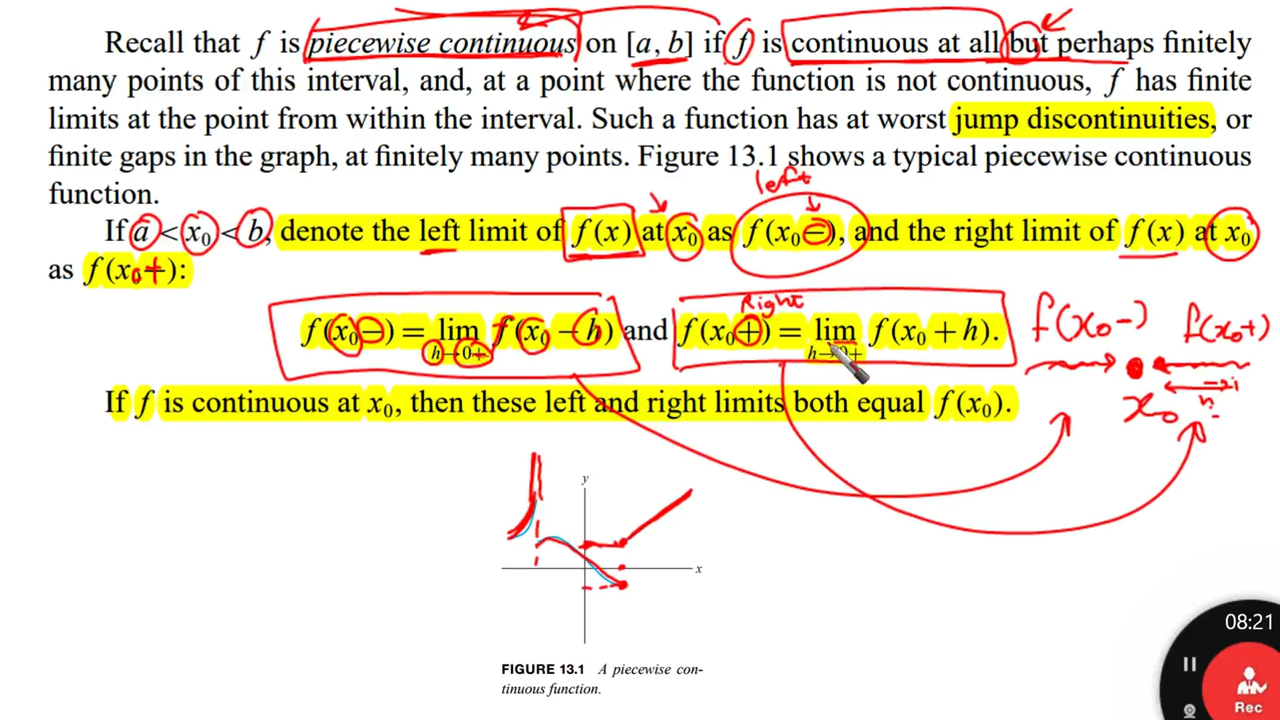 Recall that f is piecewise continuous on [a, b] if f is continuous at all but perhaps finitely
many points of this interval, and, at a point where the function is not continuous, f has finite
limits at the point from within the interval. Such a function has at worst jump discontinuities, or
finite gaps in the graph, at finitely many points. Figure 13.1 shows a typical piecewise continuous
function.
left
If a < x₀ < b, denote the left limit of f(x) at x₀ as f(x₀−), and the right limit of f(x) at x₀
as f(x₀+):
Right
f(x₀−) = lim h→0+ f(x₀ − h) and f(x₀+) = lim h→0+ f(x₀ + h).
f(x₀−) f(x₀+)
h
x₀
If f is continuous at x₀, then these left and right limits both equal f(x₀).
y
x
FIGURE 13.1 A piecewise con-
tinuous function.
08:21
Rec